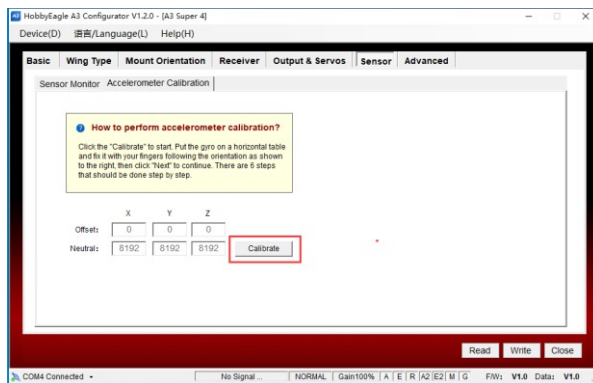 HobbyEagle A3 Configurator V1.2.0 - [A3 Super 4]
Device(D) 语言/Language(L) Help(H)
Basic Wing Type Mount Orientation Receiver Output & Servos Sensor Advanced
Sensor Monitor Accelerometer Calibration
How to perform accelerometer calibration?
Click the "Calibrate" to start. Put the gyro on a horizontal table
and fix it with your fingers following the orientation as shown
to the right, then click "Next" to continue. There are 6 steps
that should be done step by step.
X Y Z
Offset: 0 0 0
Neutral: 8192 8192 8192 Calibrate
Read Write Close
COM4 Connected No Signal ... NORMAL Gain100% A E R A2 E2 M G F/W: V1.0 Data: V1.0